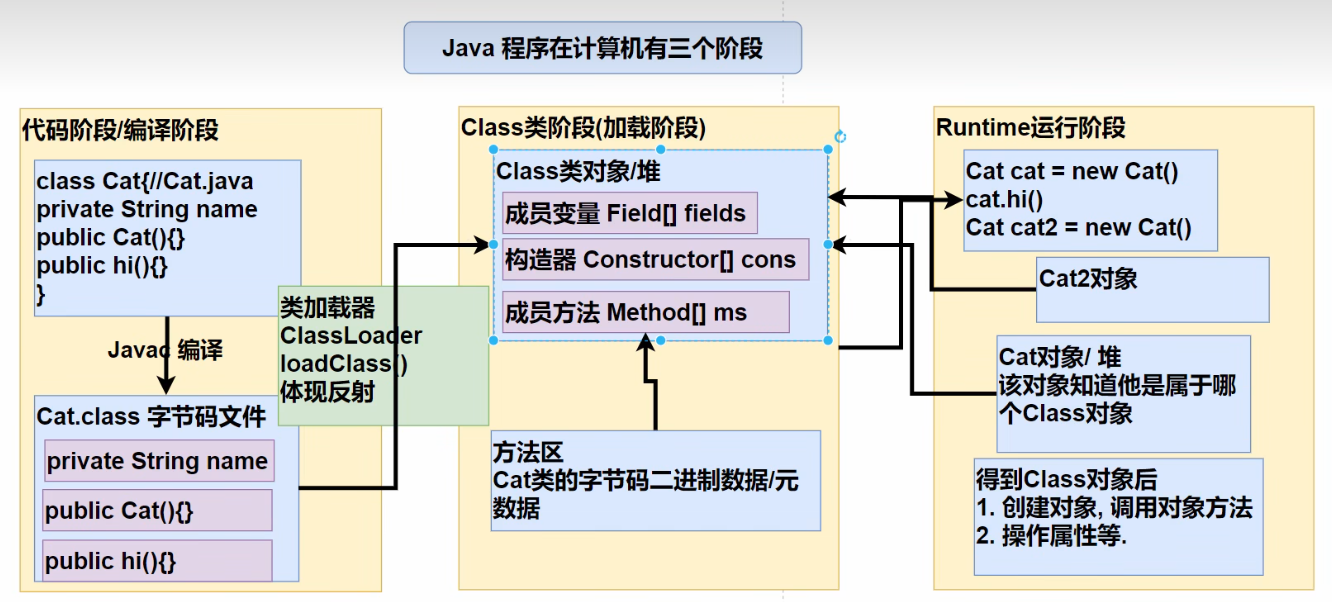 Java 程序在计算机有三个阶段
代码阶段/编译阶段
class Cat{//Cat.java
private String name
public Cat(){}
public hi(){}
}
Javac 编译
Cat.class 字节码文件
private String name
public Cat(){}
public hi(){}
类加载器
ClassLoader
loadClass()
体现反射
Class类阶段(加载阶段)
Class类对象/堆
成员变量 Field[] fields
构造器 Constructor[] cons
成员方法 Method[] ms
方法区
Cat类的字节码二进制数据/元
数据
Runtime运行阶段
Cat cat = new Cat()
cat.hi()
Cat cat2 = new Cat()
Cat2对象
Cat对象/ 堆
该对象知道他是属于哪
个Class对象
得到Class对象后
1. 创建对象, 调用对象方法
2. 操作属性等.